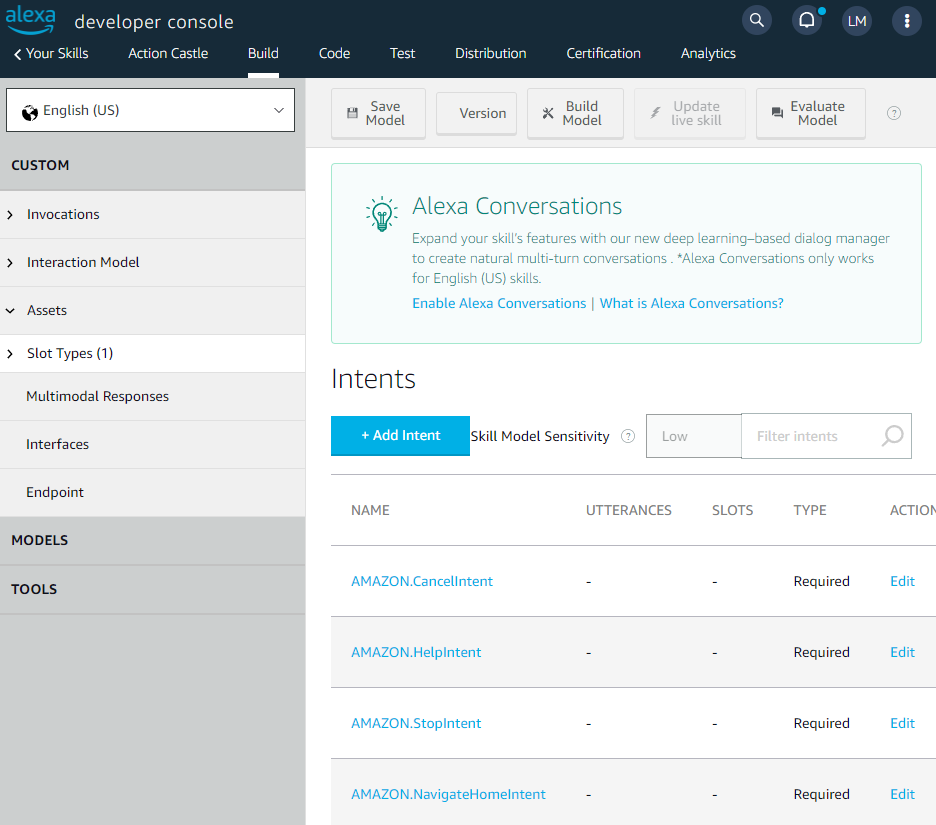 alexa developer console
LM
Your Skills Action Castle Build Code Test Distribution Certification Analytics
English (US)
Save Model Version Build Model Update live skill Evaluate Model ?
CUSTOM
Invocations
Interaction Model
Assets
Slot Types (1)
Multimodal Responses
Interfaces
Endpoint
MODELS
TOOLS
Alexa Conversations
Expand your skill's features with our new deep learning–based dialog manager
to create natural multi-turn conversations . *Alexa Conversations only works
for English (US) skills.
Enable Alexa Conversations | What is Alexa Conversations?
Intents
+ Add Intent Skill Model Sensitivity ? Low Filter intents
NAME UTTERANCES SLOTS TYPE ACTION
AMAZON.CancelIntent - - Required Edit
AMAZON.HelpIntent - - Required Edit
AMAZON.StopIntent - - Required Edit
AMAZON.NavigateHomeIntent - - Required Edit